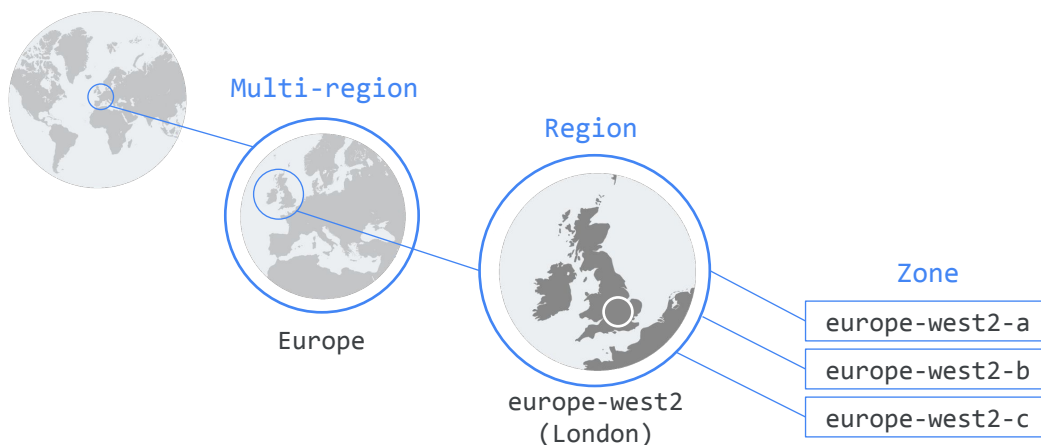 Multi-region
Europe
Region
europe-west2
(London)
Zone
europe-west2-a
europe-west2-b
europe-west2-c